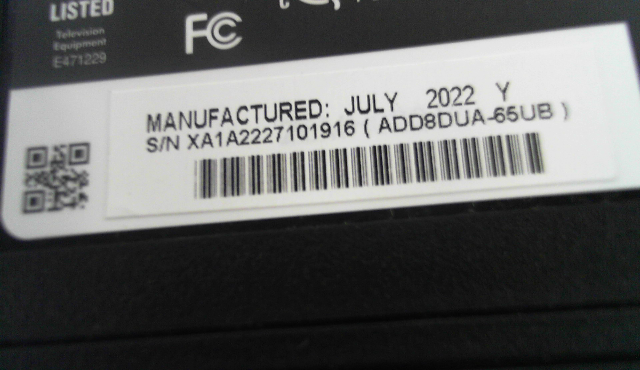 LISTED
Television
Equipment
E471229
FC
MANUFACTURED: JULY 2022 Y
S/N XA1A2227101916 ( ADD8DUA-65UB )